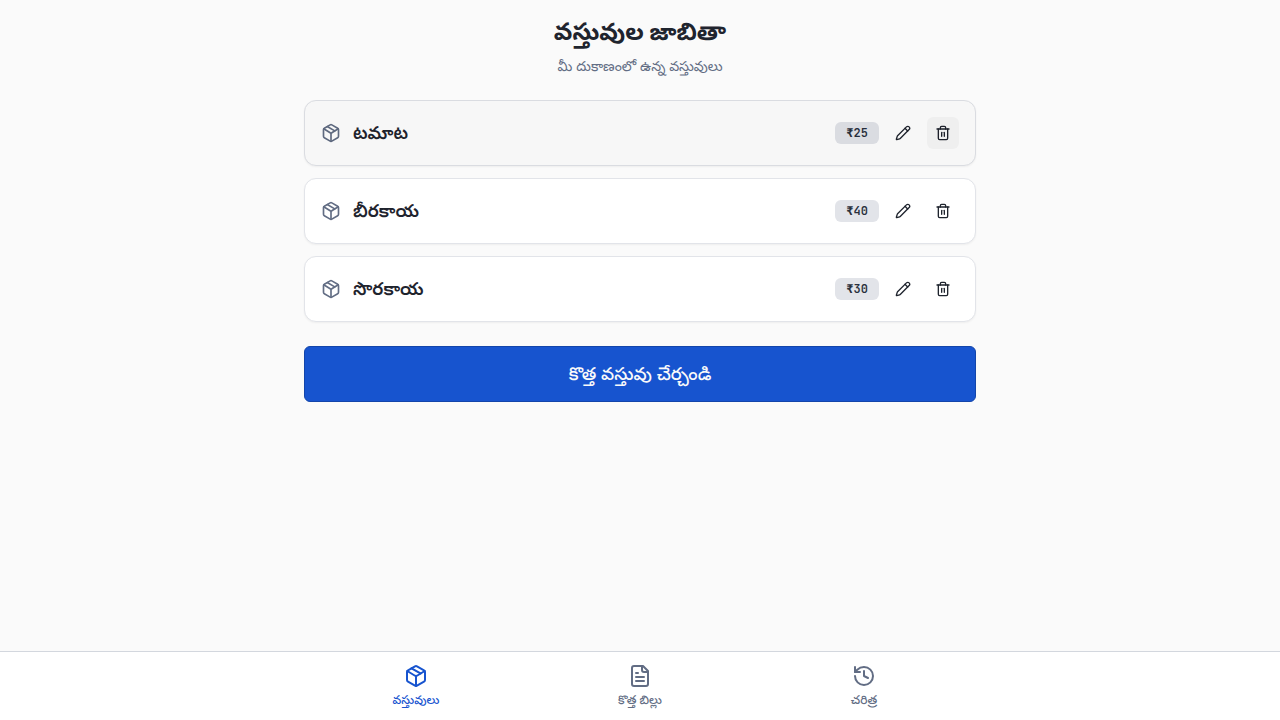 వస్తువుల జాబితా
మీ దుకాణంలో ఉన్న వస్తువులు
టమాట ₹25
బీరకాయ ₹40
సొరకాయ ₹30
కొత్త వస్తువు చేర్చండి
వస్తువులు కొత్త బిల్లు చరిత్ర